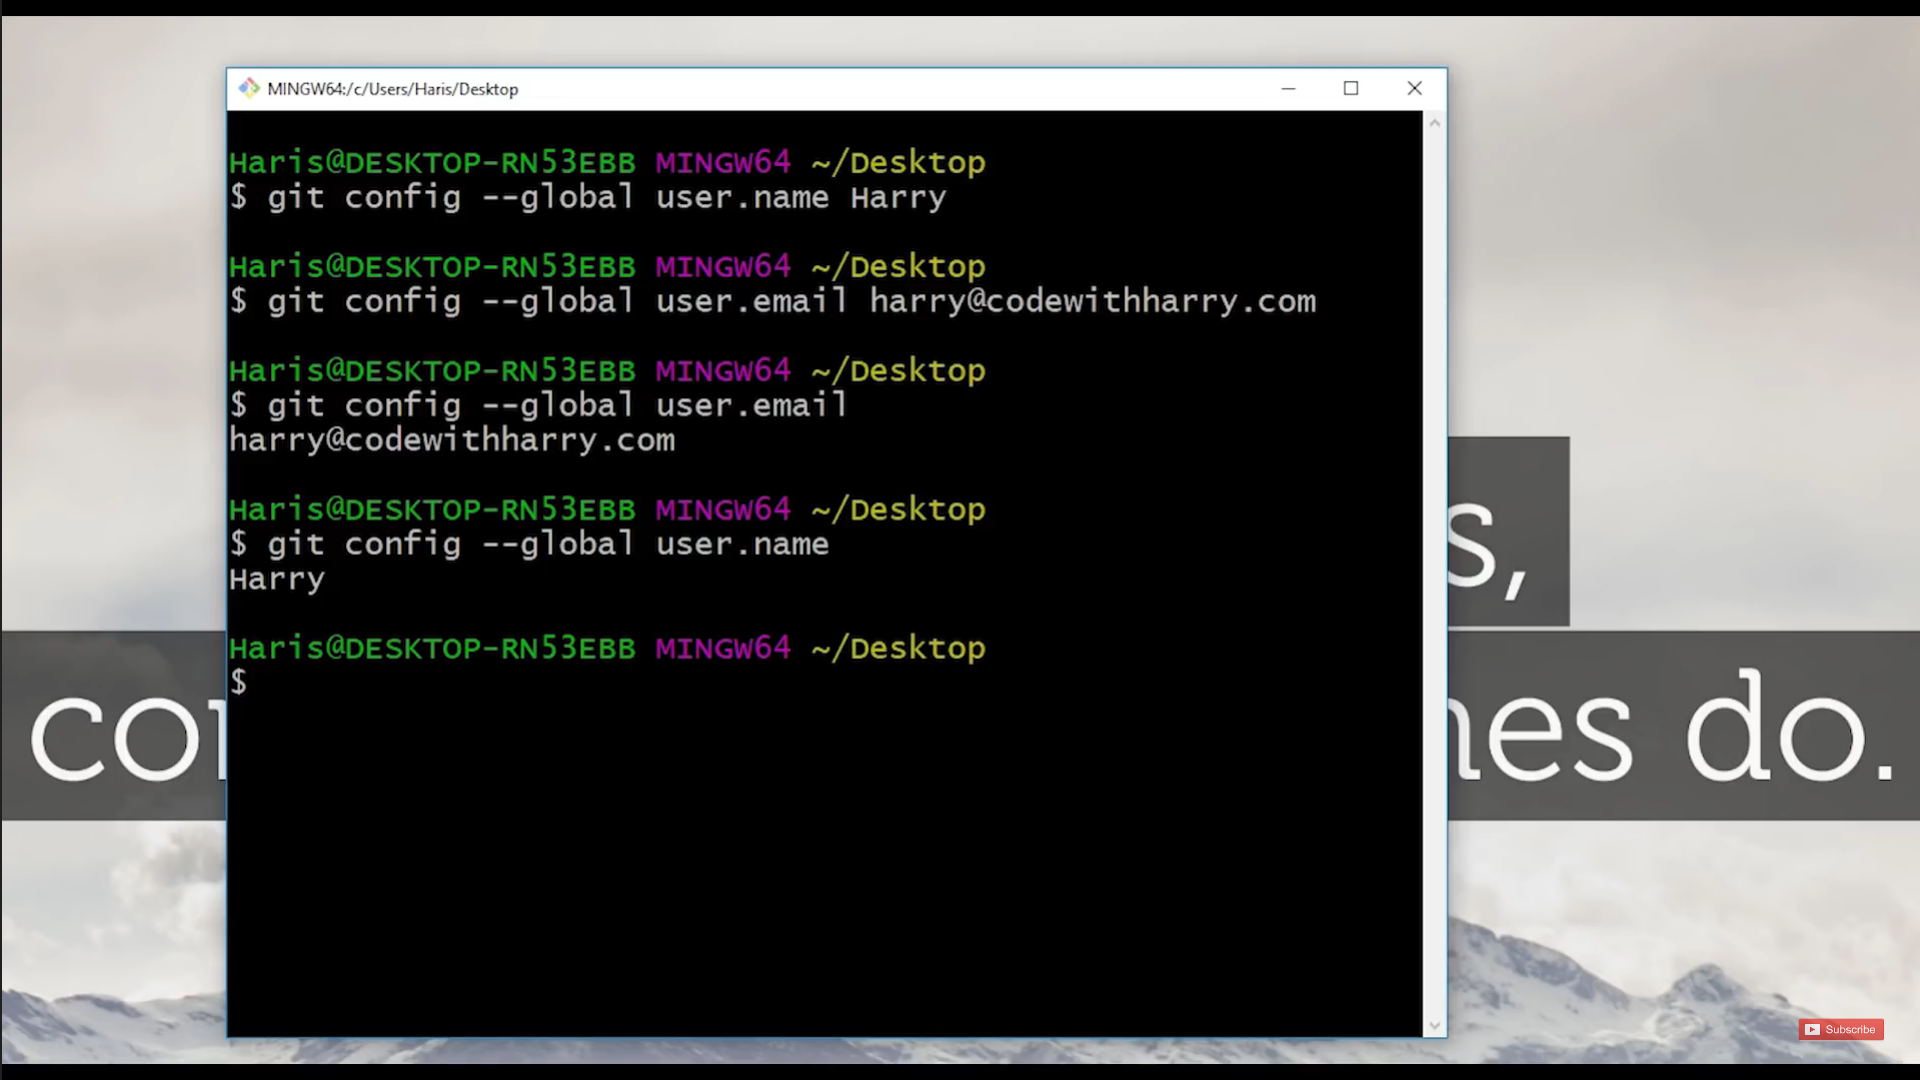 MINGW64:/c/Users/Haris/Desktop
Haris@DESKTOP-RN53EBB MINGW64 ~/Desktop
$ git config --global user.name Harry
Haris@DESKTOP-RN53EBB MINGW64 ~/Desktop
$ git config --global user.email harry@codewithharry.com
Haris@DESKTOP-RN53EBB MINGW64 ~/Desktop
$ git config --global user.email
harry@codewithharry.com
Haris@DESKTOP-RN53EBB MINGW64 ~/Desktop
$ git config --global user.name
Harry
Haris@DESKTOP-RN53EBB MINGW64 ~/Desktop
$
do.
Subscribe